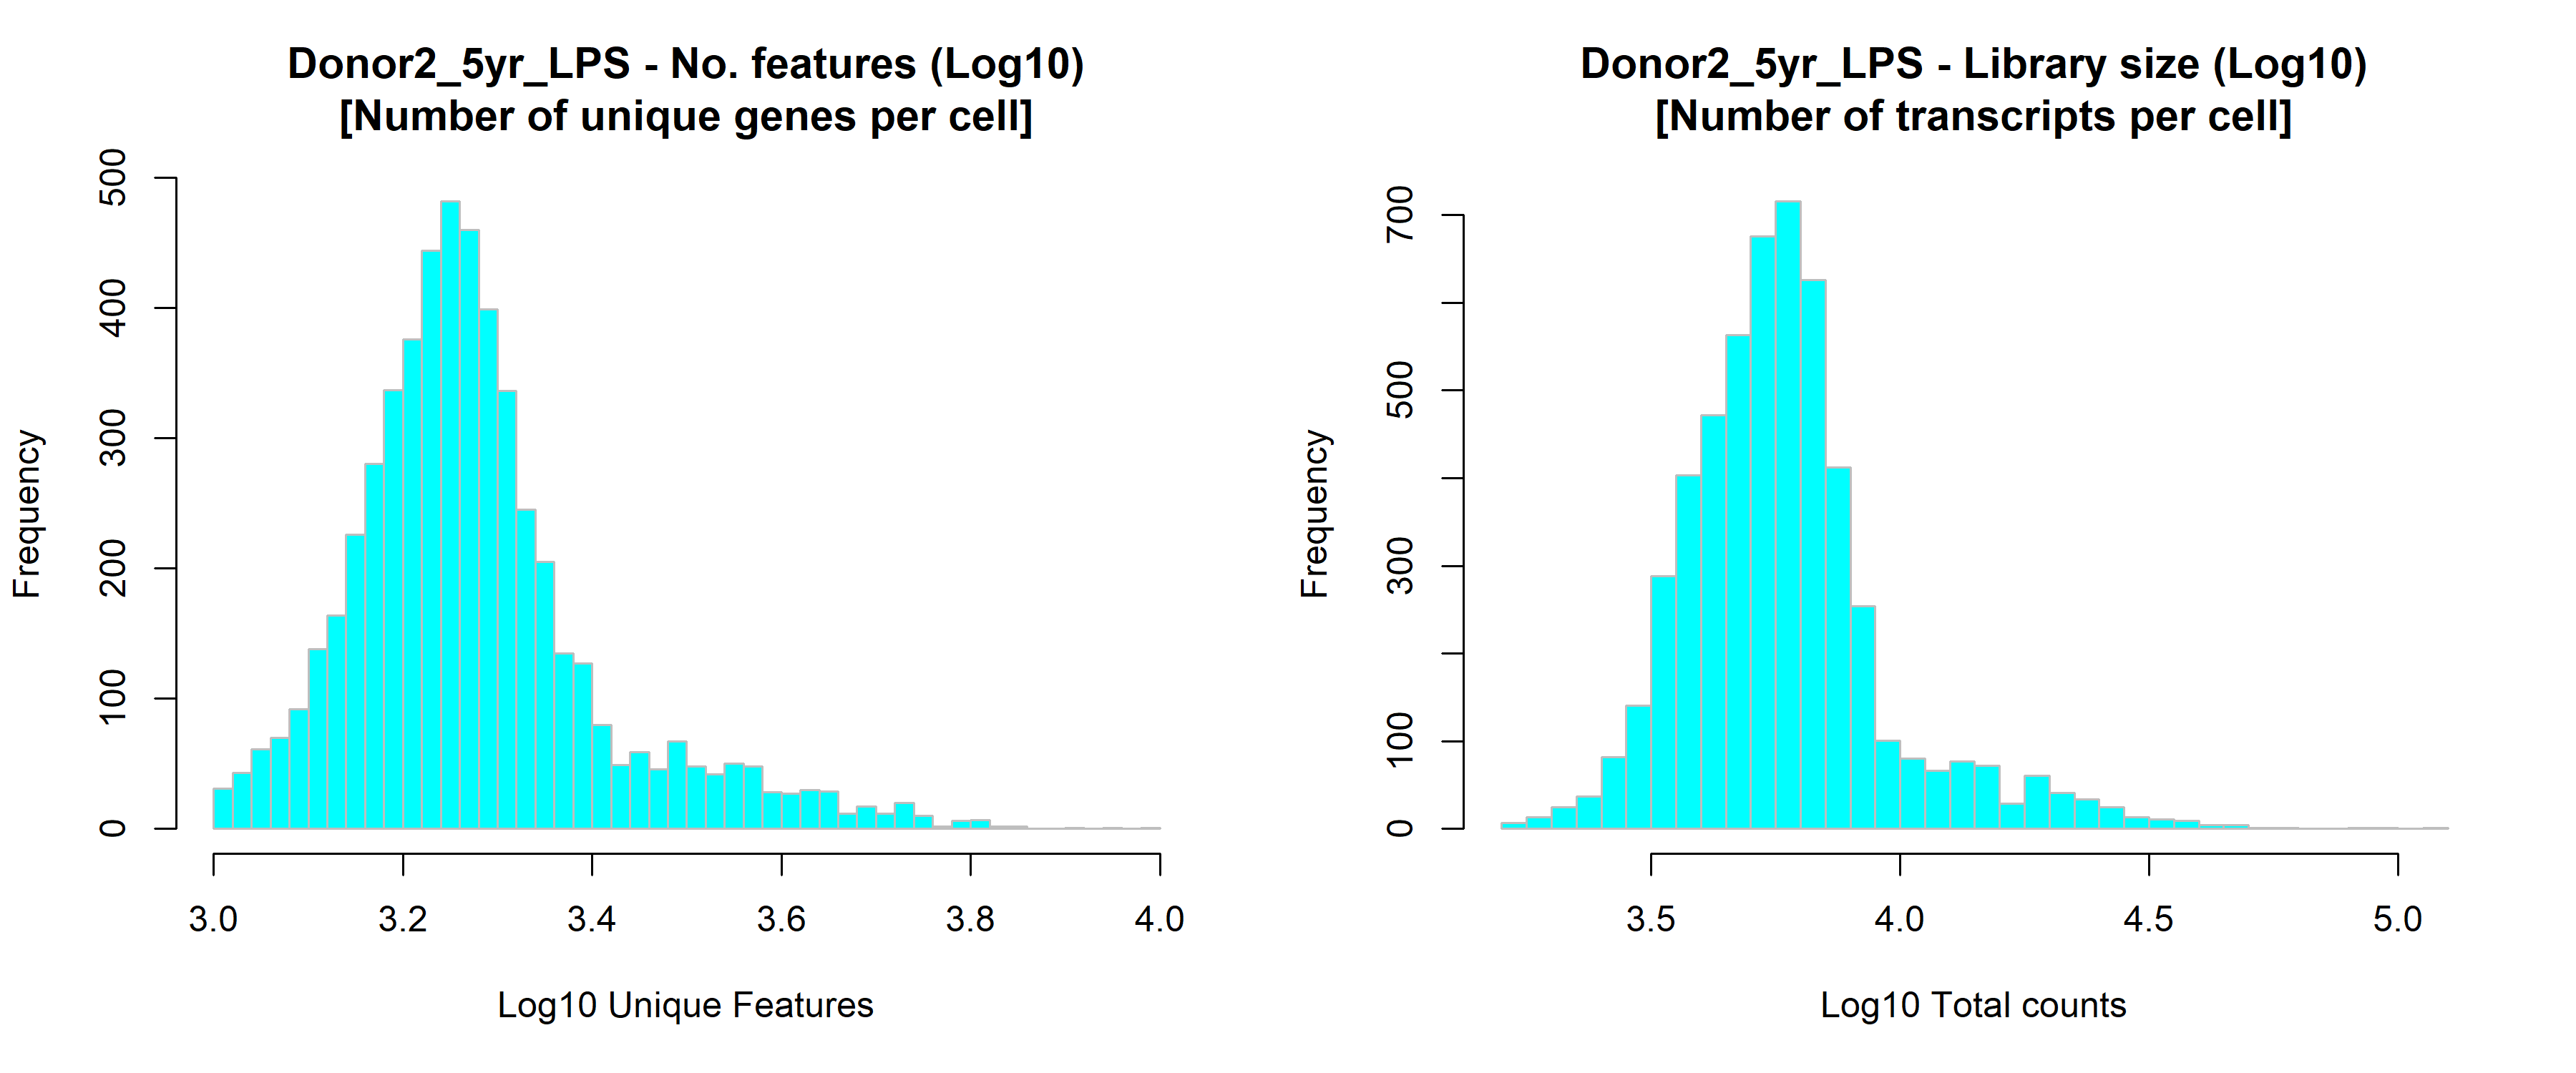 Donor2_5yr_LPS - No. features (Log10)
[Number of unique genes per cell]
Frequency
500
400
300
200
100
0
3.0 3.2 3.4 3.6 3.8 4.0
Log10 Unique Features
Donor2_5yr_LPS - Library size (Log10)
[Number of transcripts per cell]
Frequency
700
500
300
100
0
3.5 4.0 4.5 5.0
Log10 Total counts